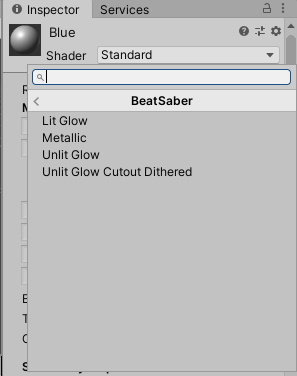 Inspector
Services
Blue
Shader
Standard
BeatSaber
Lit Glow
Metallic
Unlit Glow
Unlit Glow Cutout Dithered